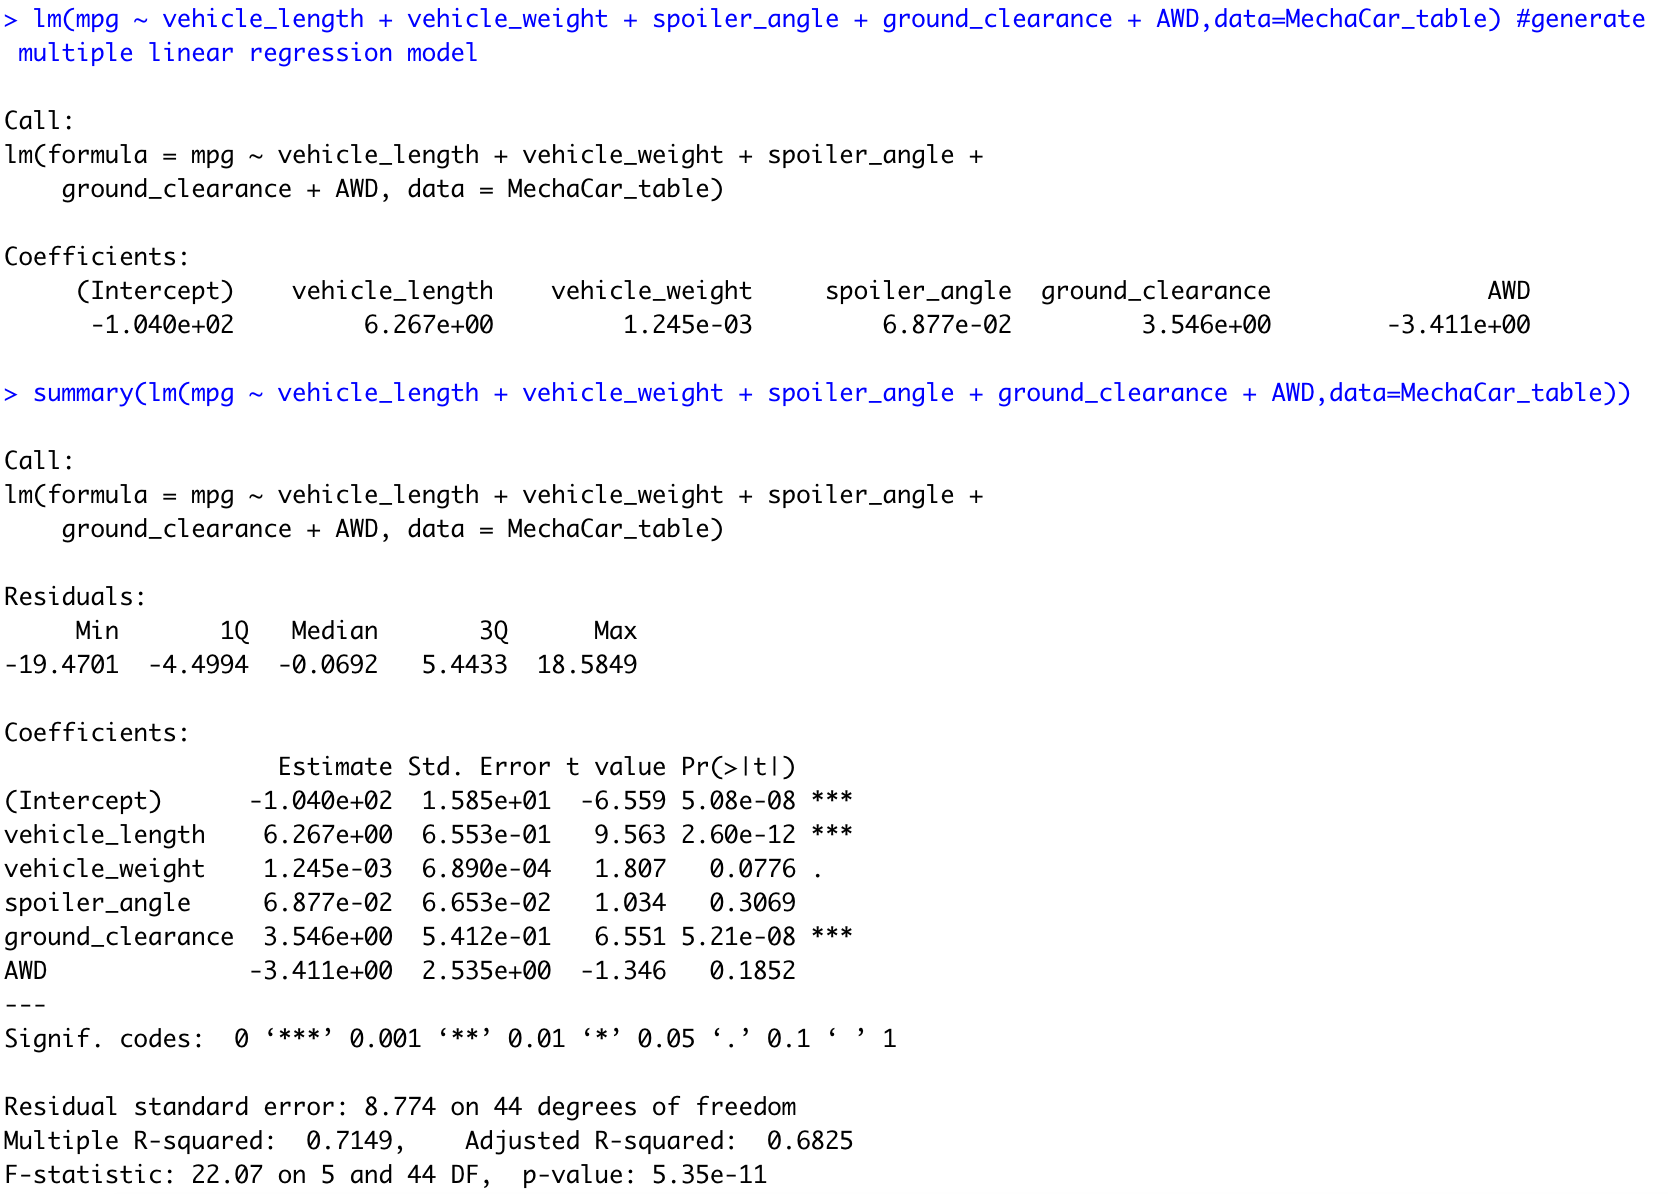 > lm(mpg ~ vehicle_length + vehicle_weight + spoiler_angle + ground_clearance + AWD,data=MechaCar_table) #generate
 multiple linear regression model

Call:
lm(formula = mpg ~ vehicle_length + vehicle_weight + spoiler_angle +
    ground_clearance + AWD, data = MechaCar_table)

Coefficients:
     (Intercept)    vehicle_length    vehicle_weight     spoiler_angle  ground_clearance               AWD
      -1.040e+02         6.267e+00         1.245e-03         6.877e-02         3.546e+00        -3.411e+00

> summary(lm(mpg ~ vehicle_length + vehicle_weight + spoiler_angle + ground_clearance + AWD,data=MechaCar_table))

Call:
lm(formula = mpg ~ vehicle_length + vehicle_weight + spoiler_angle +
    ground_clearance + AWD, data = MechaCar_table)

Residuals:
     Min       1Q   Median       3Q      Max
-19.4701  -4.4994  -0.0692   5.4433  18.5849

Coefficients:
                   Estimate Std. Error t value Pr(>|t|)
(Intercept)      -1.040e+02  1.585e+01  -6.559 5.08e-08 ***
vehicle_length    6.267e+00  6.553e-01   9.563 2.60e-12 ***
vehicle_weight    1.245e-03  6.890e-04   1.807   0.0776 .
spoiler_angle     6.877e-02  6.653e-02   1.034   0.3069
ground_clearance  3.546e+00  5.412e-01   6.551 5.21e-08 ***
AWD              -3.411e+00  2.535e+00  -1.346   0.1852
---
Signif. codes:  0 ‘***’ 0.001 ‘**’ 0.01 ‘*’ 0.05 ‘.’ 0.1 ‘ ’ 1

Residual standard error: 8.774 on 44 degrees of freedom
Multiple R-squared:  0.7149,    Adjusted R-squared:  0.6825
F-statistic: 22.07 on 5 and 44 DF,  p-value: 5.35e-11